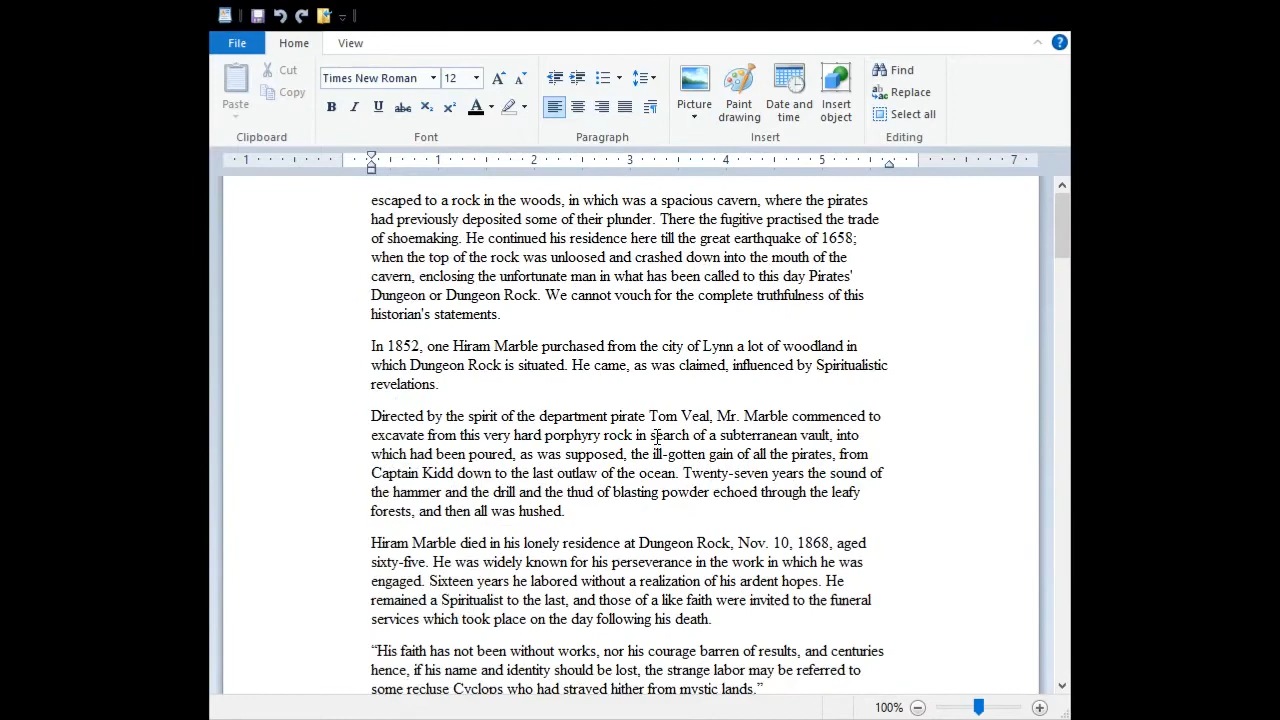 File Home View
Paste Cut Copy Clipboard
Times New Roman 12
Font
Paragraph
Picture Paint drawing Date and time Insert object
Insert
Find Replace Select all
Editing
1 1 2 3 4 5 7
escaped to a rock in the woods, in which was a spacious cavern, where the pirates
had previously deposited some of their plunder. There the fugitive practised the trade
of shoemaking. He continued his residence here till the great earthquake of 1658;
when the top of the rock was unloosed and crashed down into the mouth of the
cavern, enclosing the unfortunate man in what has been called to this day Pirates'
Dungeon or Dungeon Rock. We cannot vouch for the complete truthfulness of this
historian's statements.
In 1852, one Hiram Marble purchased from the city of Lynn a lot of woodland in
which Dungeon Rock is situated. He came, as was claimed, influenced by Spiritualistic
revelations.
Directed by the spirit of the department pirate Tom Veal, Mr. Marble commenced to
excavate from this very hard porphyry rock in search of a subterranean vault, into
which had been poured, as was supposed, the ill-gotten gain of all the pirates, from
Captain Kidd down to the last outlaw of the ocean. Twenty-seven years the sound of
the hammer and the drill and the thud of blasting powder echoed through the leafy
forests, and then all was hushed.
Hiram Marble died in his lonely residence at Dungeon Rock, Nov. 10, 1868, aged
sixty-five. He was widely known for his perseverance in the work in which he was
engaged. Sixteen years he labored without a realization of his ardent hopes. He
remained a Spiritualist to the last, and those of a like faith were invited to the funeral
services which took place on the day following his death.
“His faith has not been without works, nor his courage barren of results, and centuries
hence, if his name and identity should be lost, the strange labor may be referred to
some recluse Cyclops who had strayed hither from mystic lands.”
100%